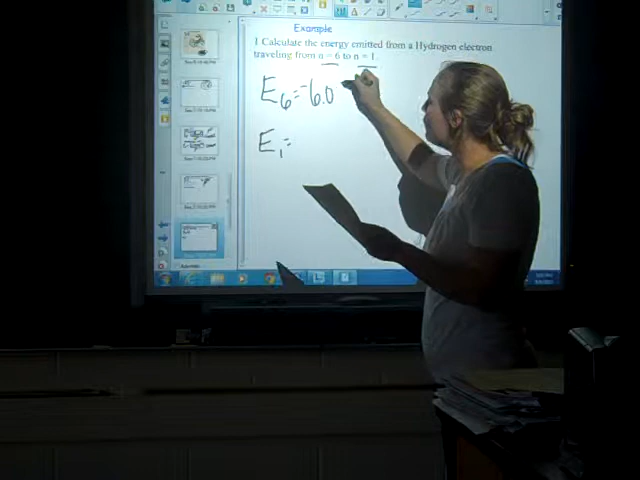 Example
1 Calculate the energy emitted from a Hydrogen electron
traveling from n = 6 to n = 1.
E6=-6.0
E1=